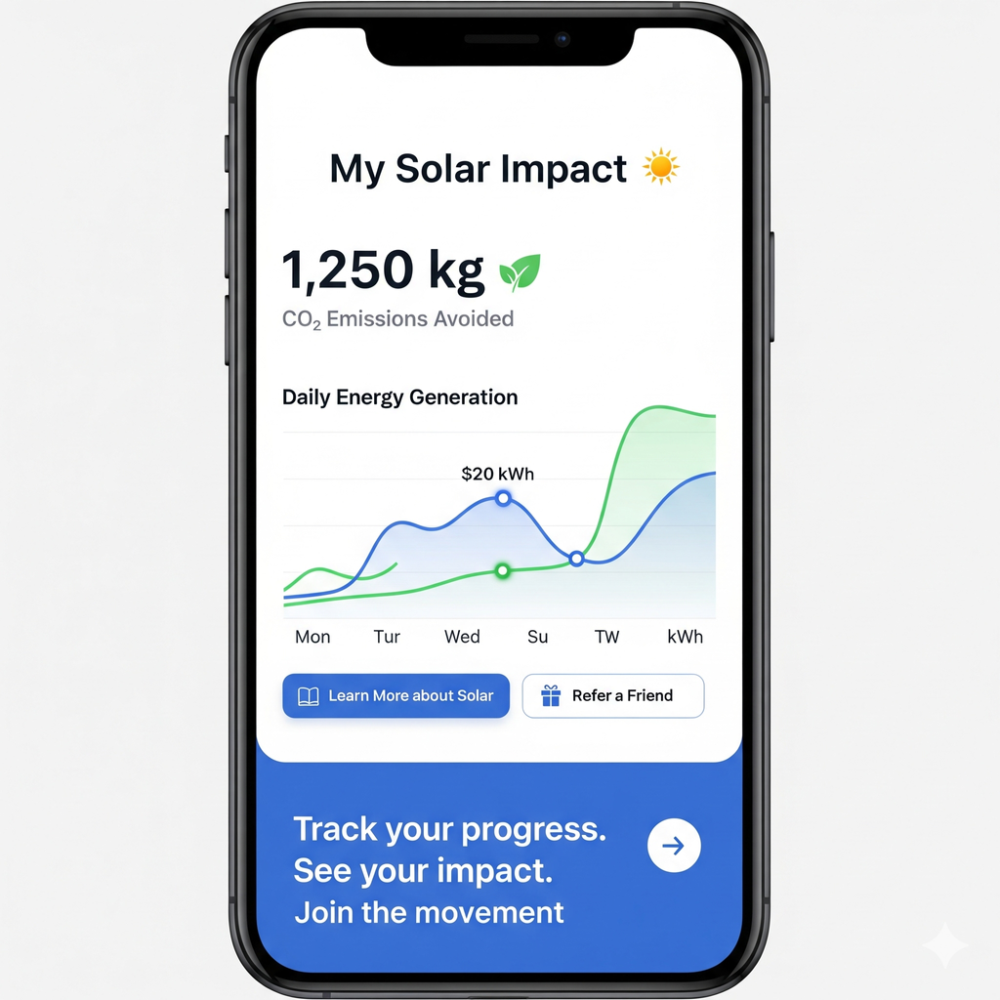 My Solar Impact
1,250 kg
CO₂ Emissions Avoided
Daily Energy Generation
$20 kWh
Mon Tur Wed Su TW kWh
Learn More about Solar
Refer a Friend
Track your progress.
See your impact.
Join the movement